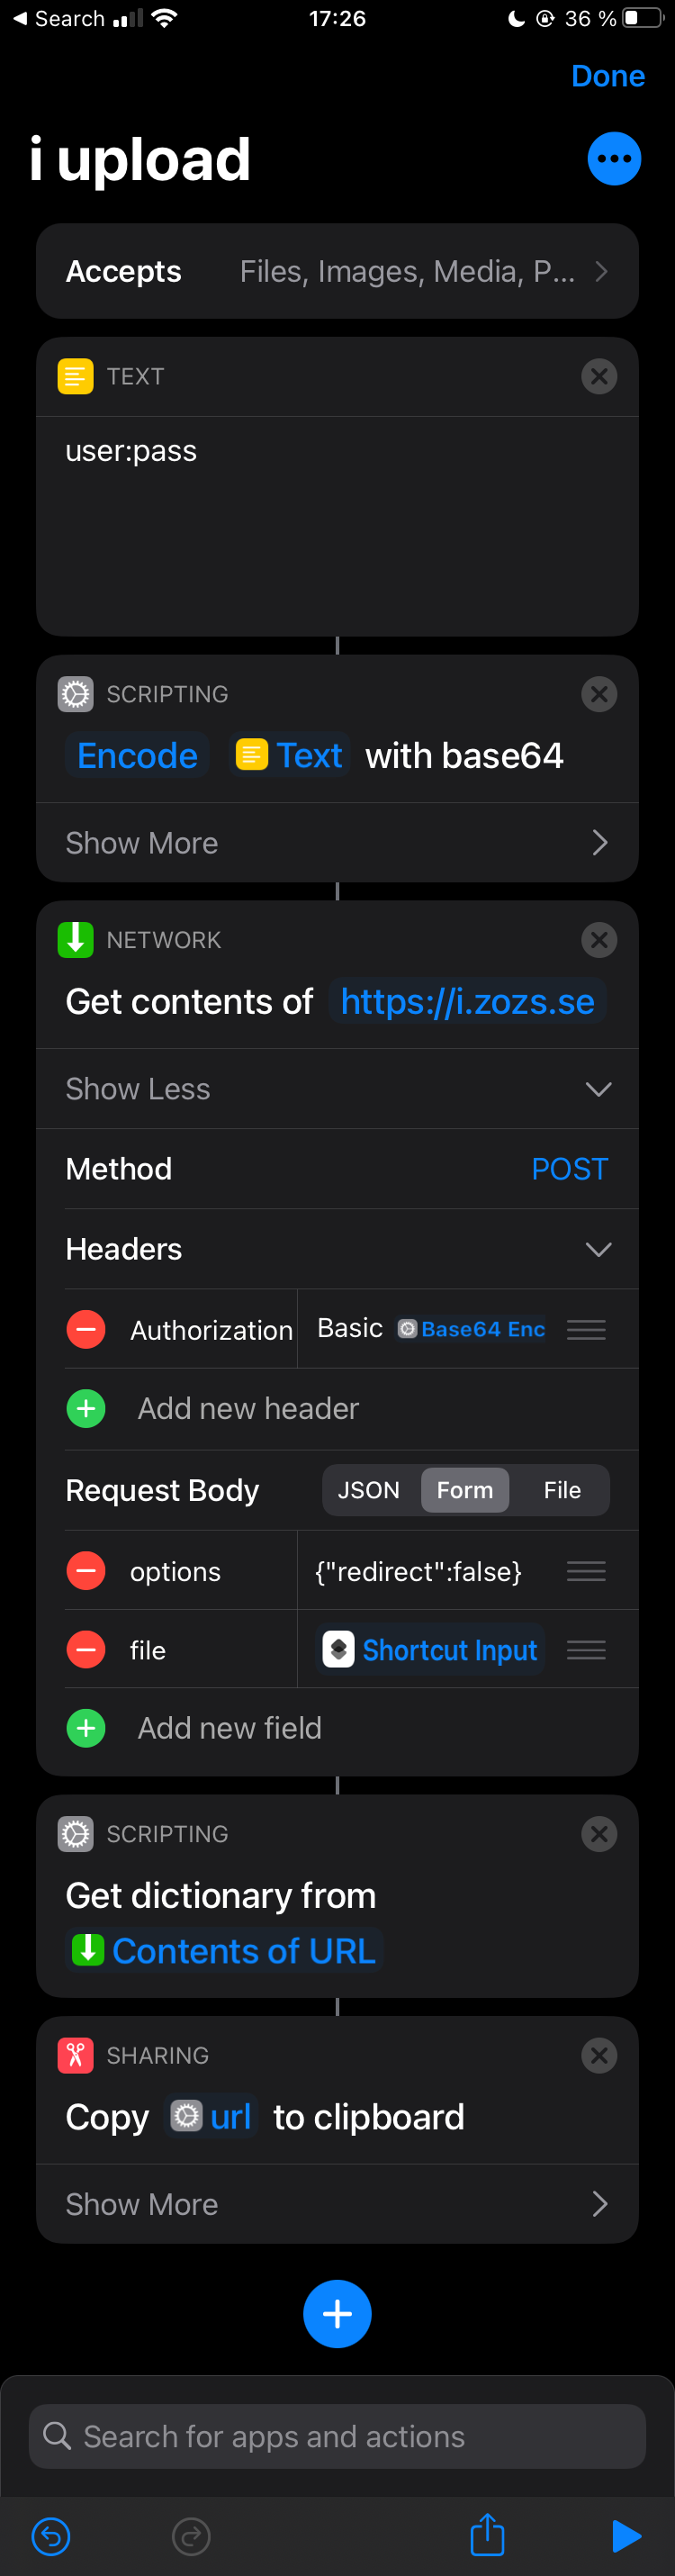 Search
17:26
36 %
Done
i upload
Accepts
Files, Images, Media, P...
TEXT
user:pass
SCRIPTING
Encode Text with base64
Show More
NETWORK
Get contents of https://i.zozs.se
Show Less
Method POST
Headers
Authorization Basic Base64 Enc
Add new header
Request Body JSON Form File
options {"redirect":false}
file Shortcut Input
Add new field
SCRIPTING
Get dictionary from
Contents of URL
SHARING
Copy url to clipboard
Show More
Search for apps and actions